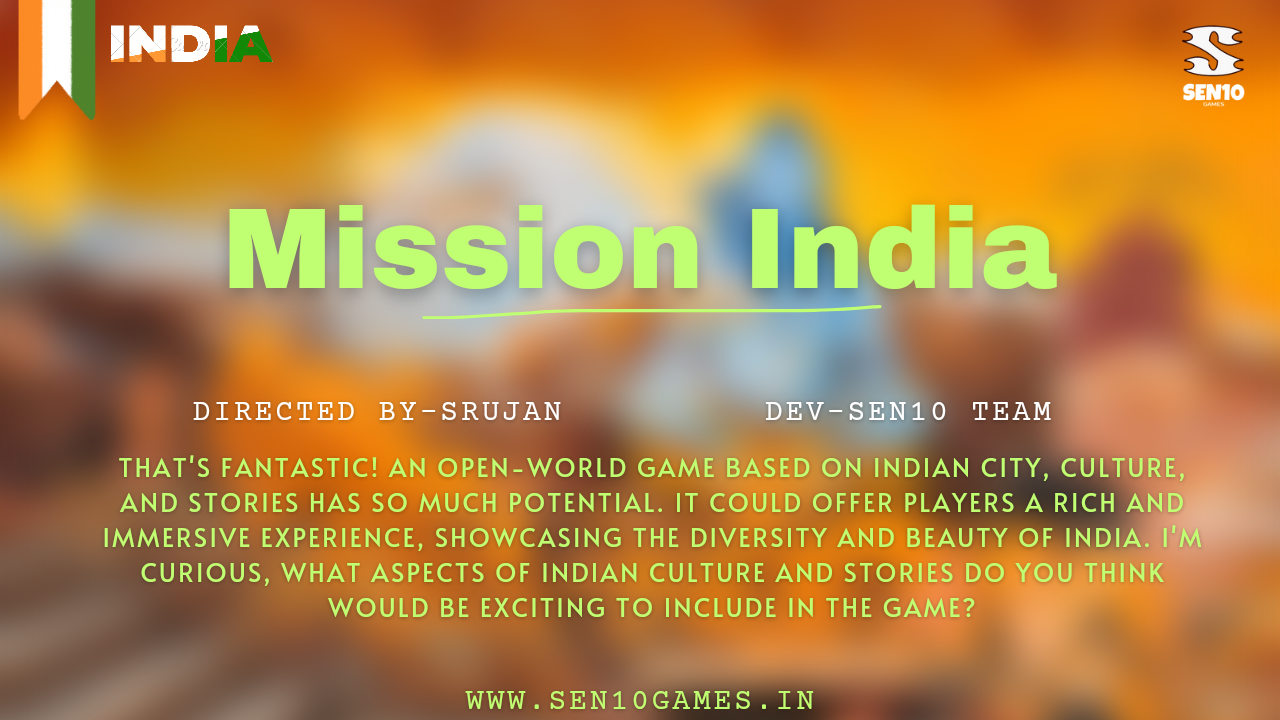 INDIA
SEN10
GAMES
Mission India
DIRECTED BY-SRUJAN
DEV-SEN10 TEAM
THAT'S FANTASTIC! AN OPEN-WORLD GAME BASED ON INDIAN CITY, CULTURE,
AND STORIES HAS SO MUCH POTENTIAL. IT COULD OFFER PLAYERS A RICH AND
IMMERSIVE EXPERIENCE, SHOWCASING THE DIVERSITY AND BEAUTY OF INDIA. I'M
CURIOUS, WHAT ASPECTS OF INDIAN CULTURE AND STORIES DO YOU THINK
WOULD BE EXCITING TO INCLUDE IN THE GAME?
WWW.SEN10GAMES.IN